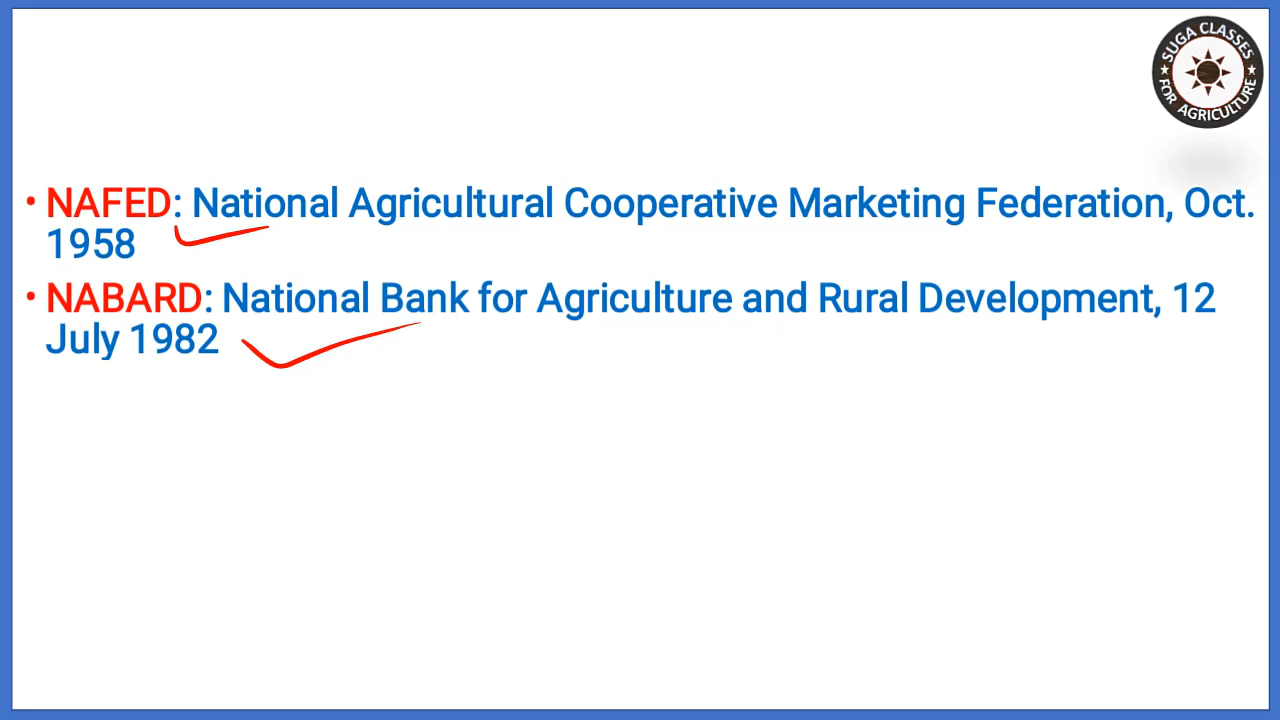 SUGA CLASSES
FOR AGRICULTURE
• NAFED: National Agricultural Cooperative Marketing Federation, Oct.
1958
• NABARD: National Bank for Agriculture and Rural Development, 12
July 1982